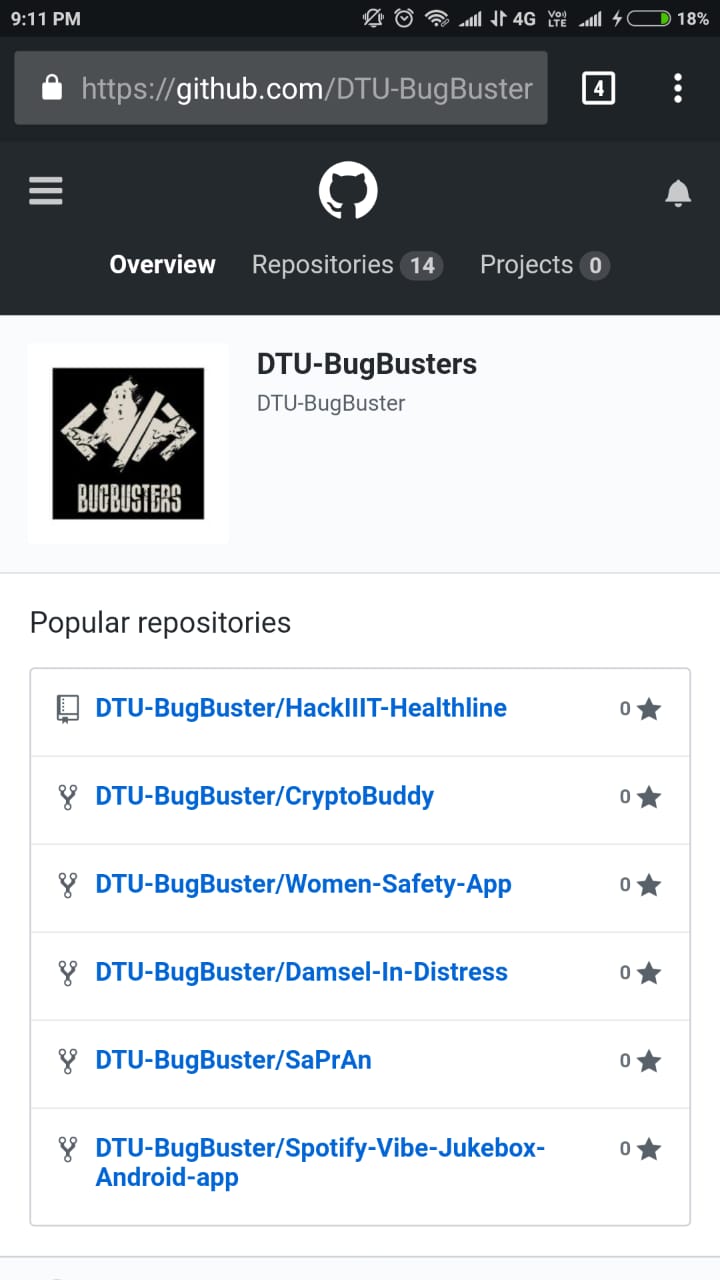 9:11 PM 4G VoD LTE 18%
https://github.com/DTU-BugBuster 4
Overview Repositories 14 Projects 0
DTU-BugBusters
DTU-BugBuster
BUGBUSTERS
Popular repositories
DTU-BugBuster/HackIIIT-Healthline 0
DTU-BugBuster/CryptoBuddy 0
DTU-BugBuster/Women-Safety-App 0
DTU-BugBuster/Damsel-In-Distress 0
DTU-BugBuster/SaPrAn 0
DTU-BugBuster/Spotify-Vibe-Jukebox- 0
Android-app